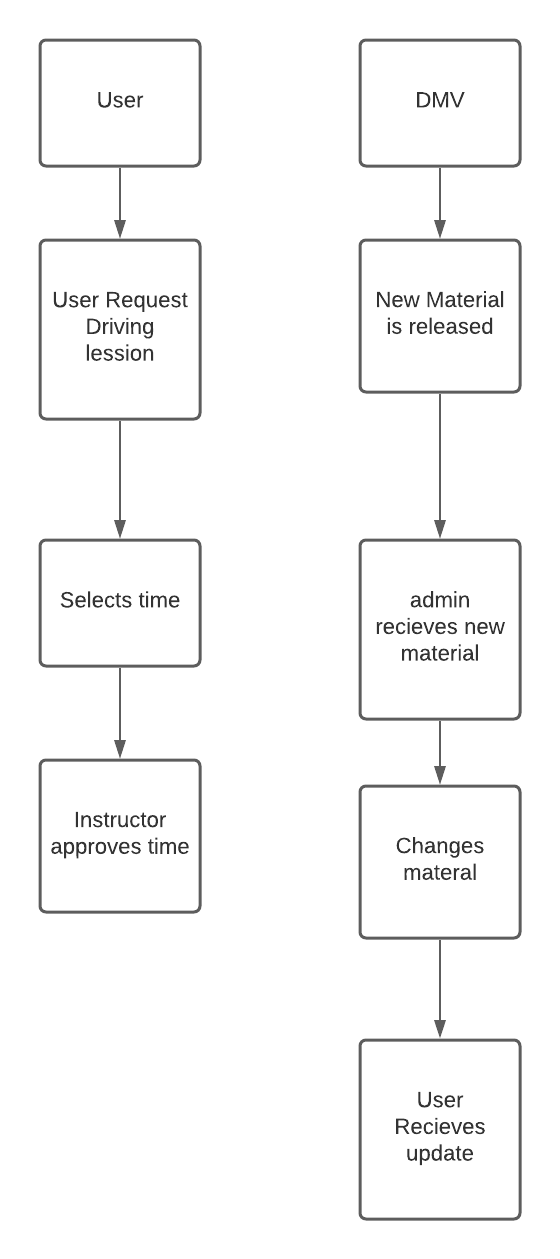 User
User Request
Driving
lession
Selects time
Instructor
approves time
DMV
New Material
is released
admin
recieves new
material
Changes
materal
User
Recieves
update